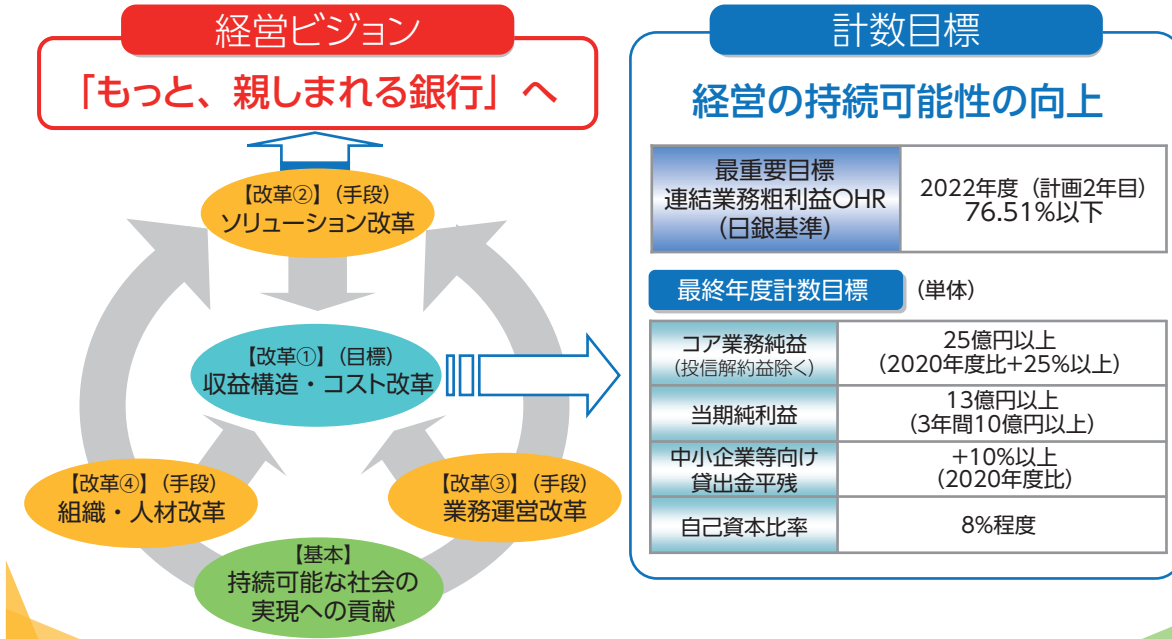 経営ビジョン
「もっと、親しまれる銀行」へ
【改革②】(手段)
ソリューション改革
【改革①】(目標)
収益構造・コスト改革
【改革④】(手段)
組織・人材改革
【改革③】(手段)
業務運営改革
【基本】
持続可能な社会の
実現への貢献
計数目標
経営の持続可能性の向上
最重要目標
連結業務粗利益OHR
(日銀基準)
2022年度(計画2年目)
76.51%以下
最終年度計数目標 (単体)
コア業務純益
(投信解約益除く)
25億円以上
(2020年度比+25%以上)
当期純利益
13億円以上
(3年間10億円以上)
中小企業等向け
貸出金平残
+10%以上
(2020年度比)
自己資本比率
8%程度